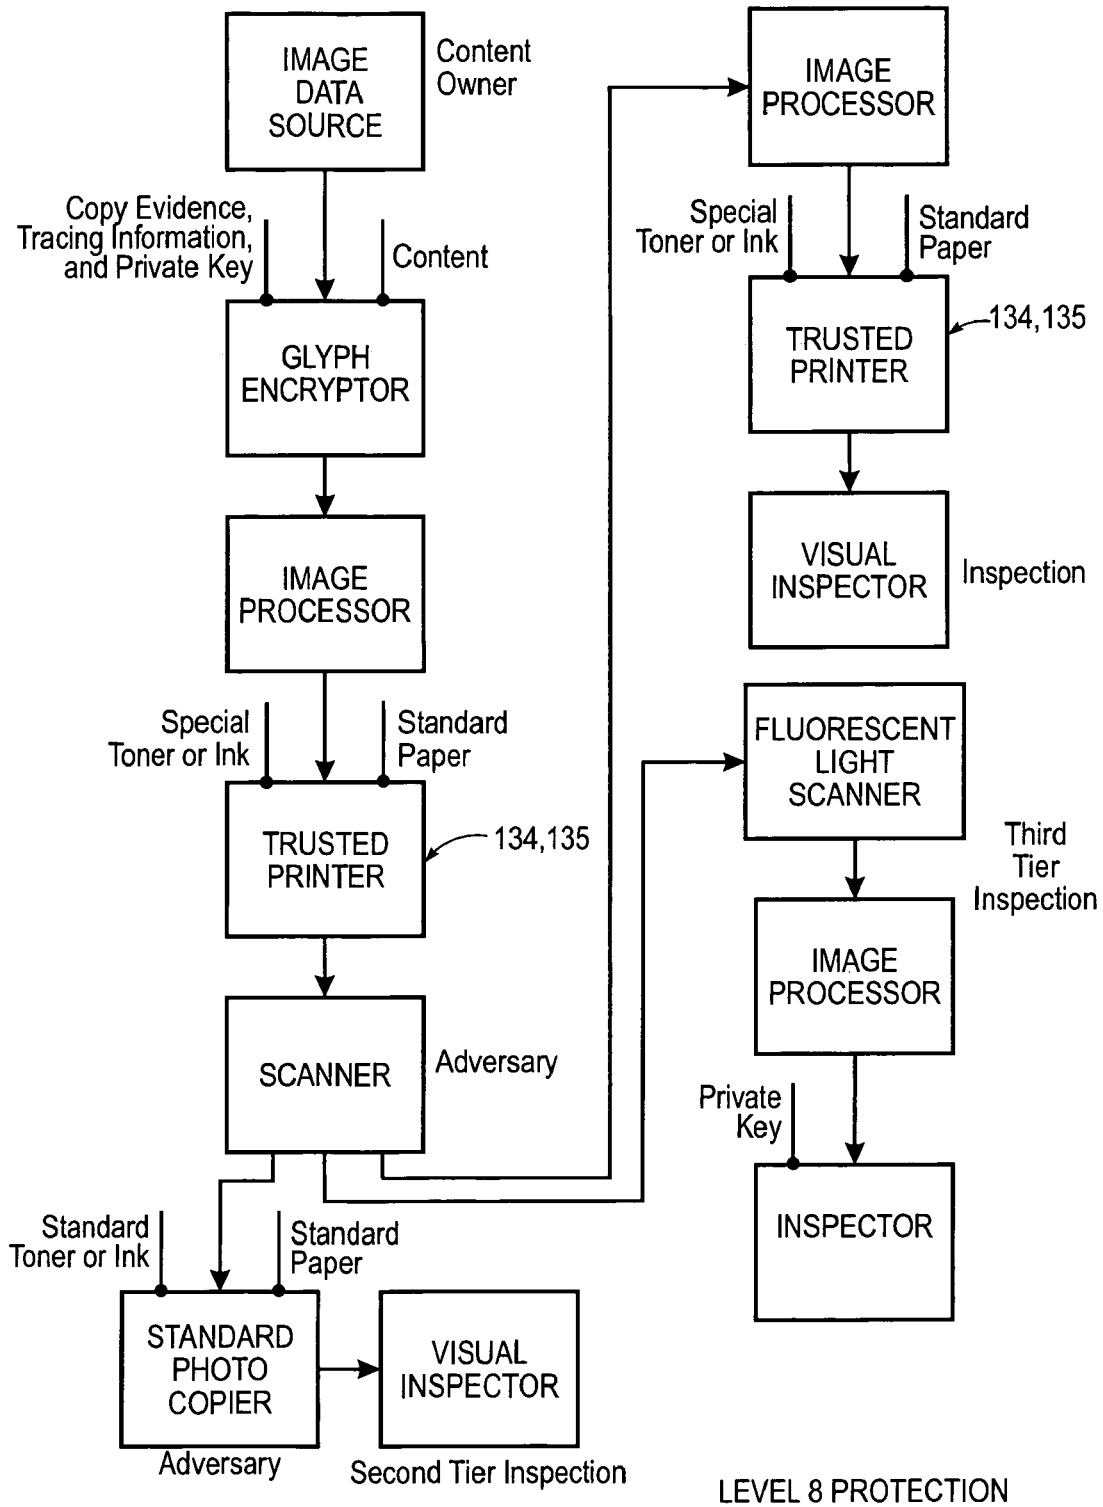 IMAGE
DATA
SOURCE
Content
Owner
Copy Evidence,
Tracing Information,
and Private Key
Content
GLYPH
ENCRYPTOR
IMAGE
PROCESSOR
Special
Toner or Ink
Standard
Paper
TRUSTED
PRINTER
134,135
SCANNER
Adversary
Standard
Toner or Ink
Standard
Paper
STANDARD
PHOTO
COPIER
Adversary
VISUAL
INSPECTOR
Second Tier Inspection
IMAGE
PROCESSOR
Special
Toner or Ink
Standard
Paper
TRUSTED
PRINTER
134,135
VISUAL
INSPECTOR
Inspection
FLUORESCENT
LIGHT
SCANNER
Third
Tier
Inspection
IMAGE
PROCESSOR
Private
Key
INSPECTOR
LEVEL 8 PROTECTION